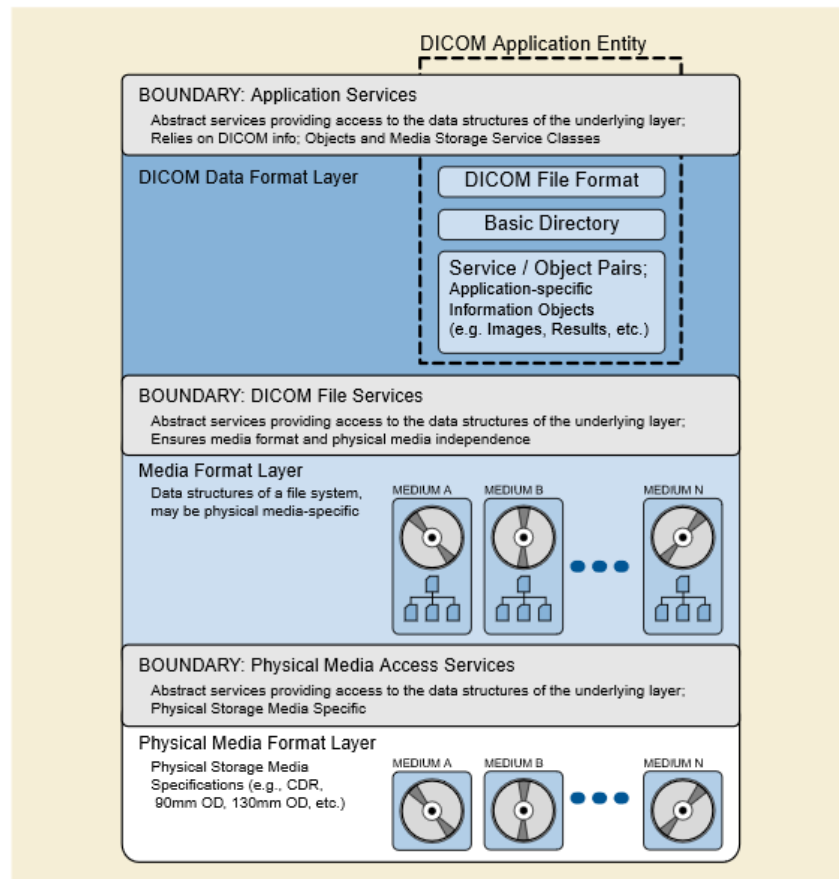 DICOM Application Entity
BOUNDARY: Application Services
Abstract services providing access to the data structures of the underlying layer;
Relies on DICOM info; Objects and Media Storage Service Classes
DICOM Data Format Layer
DICOM File Format
Basic Directory
Service / Object Pairs;
Application-specific
Information Objects
(e.g. Images, Results, etc.)
BOUNDARY: DICOM File Services
Abstract services providing access to the data structures of the underlying layer;
Ensures media format and physical media independence
Media Format Layer
Data structures of a file system,
may be physical media-specific
MEDIUM A
MEDIUM B
MEDIUM N
BOUNDARY: Physical Media Access Services
Abstract services providing access to the data structures of the underlying layer;
Physical Storage Media Specific
Physical Media Format Layer
Physical Storage Media
Specifications (e.g., CDR,
90mm OD, 130mm OD, etc.)
MEDIUM A
MEDIUM B
MEDIUM N